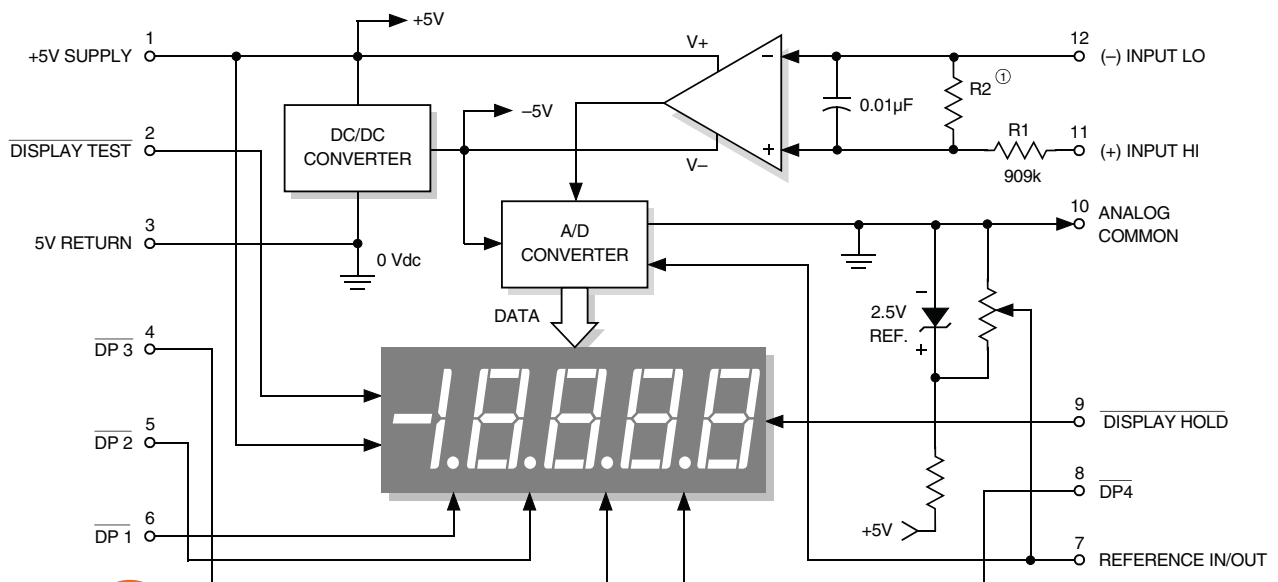 +5V
+5V SUPPLY 1
V+
12 (–) INPUT LO
R2 ①
0.01µF
–5V
DC/DC
CONVERTER
DISPLAY TEST 2
V–
R1
909k
11 (+) INPUT HI
– +
5V RETURN 3
0 Vdc
A/D
CONVERTER
10 ANALOG
COMMON
DATA
– 2.5V
REF. +
DP 3 4
-1.8.8.8.8
DP 2 5
9 DISPLAY HOLD
8 DP4
+5V
DP 1 6
7 REFERENCE IN/OUT